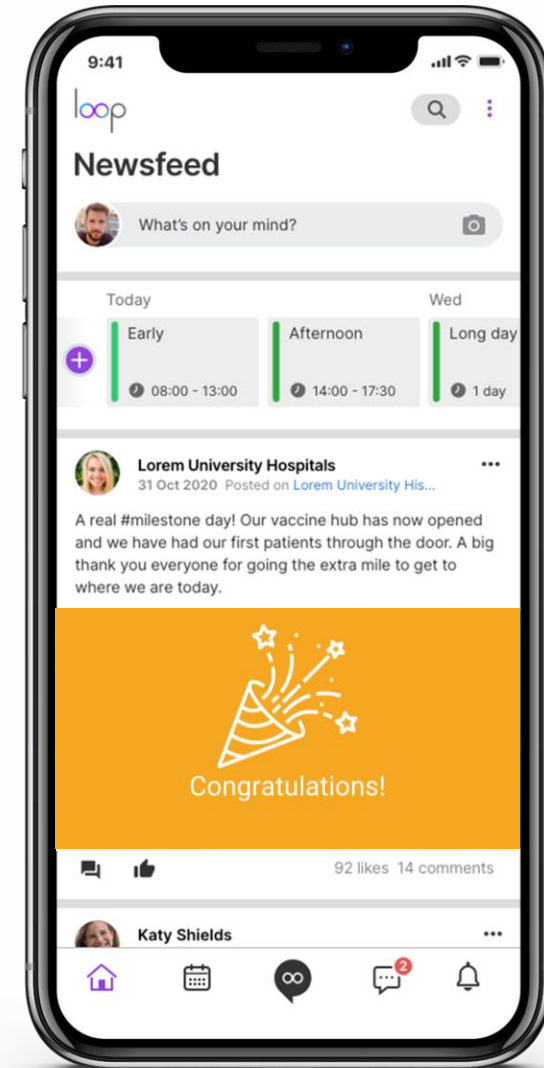 9:41
loop
Newsfeed
What's on your mind?
Today
Wed
Early
Afternoon
Long day
08:00 - 13:00
14:00 - 17:30
1 day
Lorem University Hospitals
31 Oct 2020 Posted on Lorem University His...
A real #milestone day! Our vaccine hub has now opened
and we have had our first patients through the door. A big
thank you everyone for going the extra mile to get to
where we are today.
Congratulations!
92 likes 14 comments
Katy Shields
2